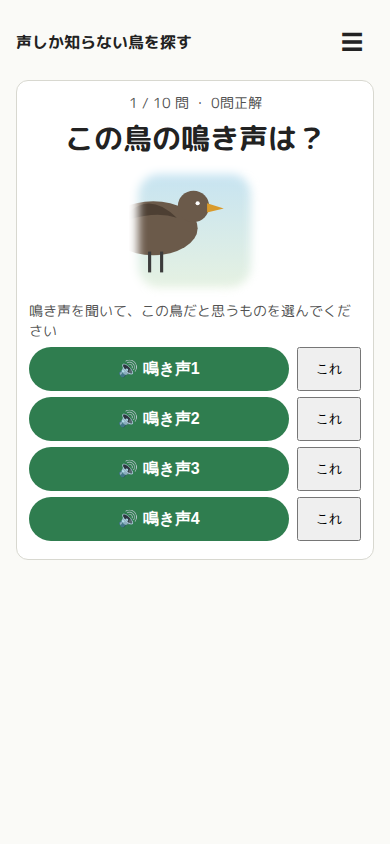 声しか知らない鳥を探す
1 / 10 問 · 0問正解
この鳥の鳴き声は？
鳴き声を聞いて、この鳥だと思うものを選んでくだ
さい
鳴き声1 これ
鳴き声2 これ
鳴き声3 これ
鳴き声4 これ